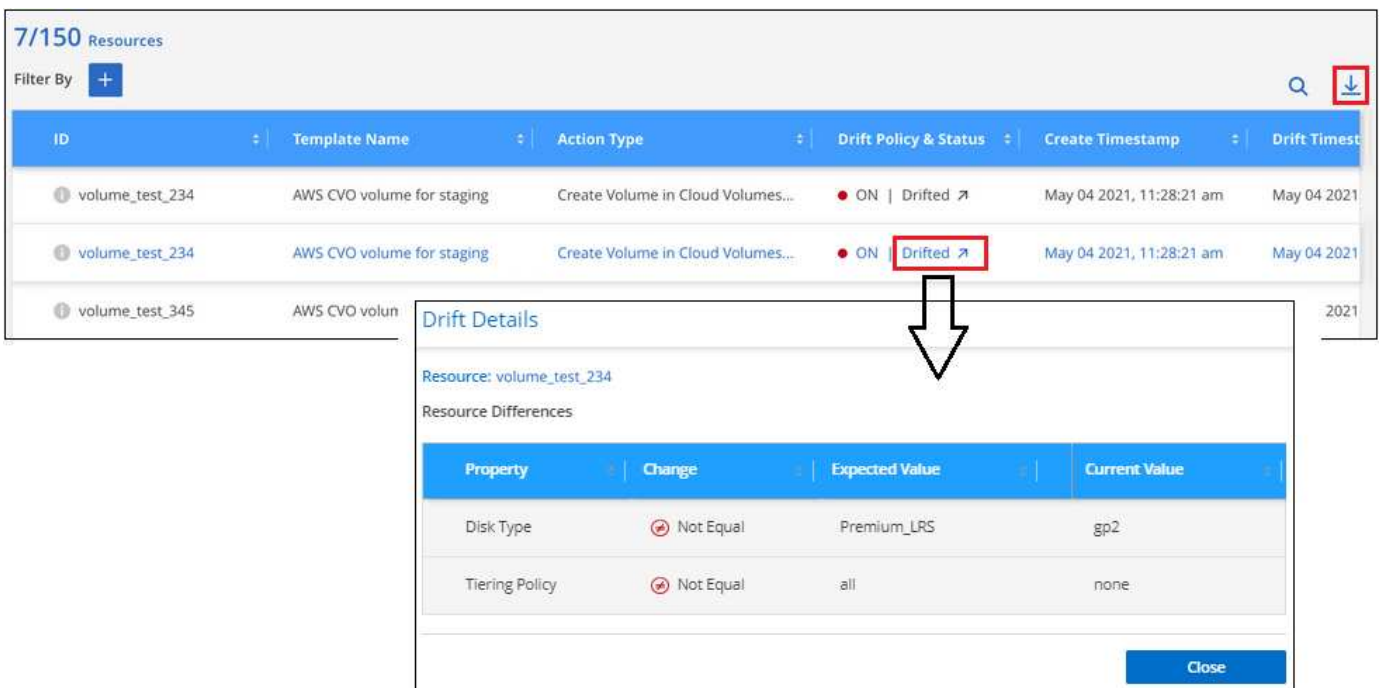 7/150 Resources
Filter By +
ID Template Name Action Type Drift Policy & Status Create Timestamp Drift Timest
volume_test_234 AWS CVO volume for staging Create Volume in Cloud Volumes... ON | Drifted May 04 2021, 11:28:21 am May 04 2021
volume_test_234 AWS CVO volume for staging Create Volume in Cloud Volumes... ON | Drifted May 04 2021, 11:28:21 am May 04 2021
volume_test_345 AWS CVO volun 2021
Drift Details
Resource: volume_test_234
Resource Differences
Property Change Expected Value Current Value
Disk Type Not Equal Premium_LRS gp2
Tiering Policy Not Equal all none
Close